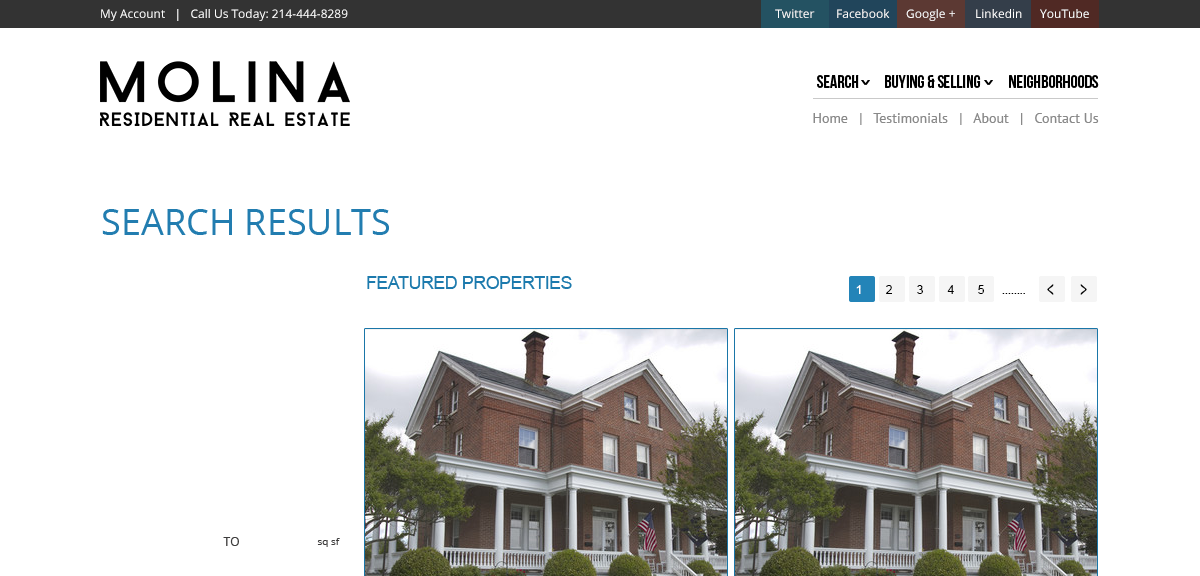 My Account | Call Us Today: 214-444-8289
Twitter Facebook Google + Linkedin YouTube
MOLINA
RESIDENTIAL REAL ESTATE
SEARCH BUYING & SELLING NEIGHBORHOODS
Home | Testimonials | About | Contact Us
SEARCH RESULTS
FEATURED PROPERTIES
1 2 3 4 5 ........ < >
TO sq sf